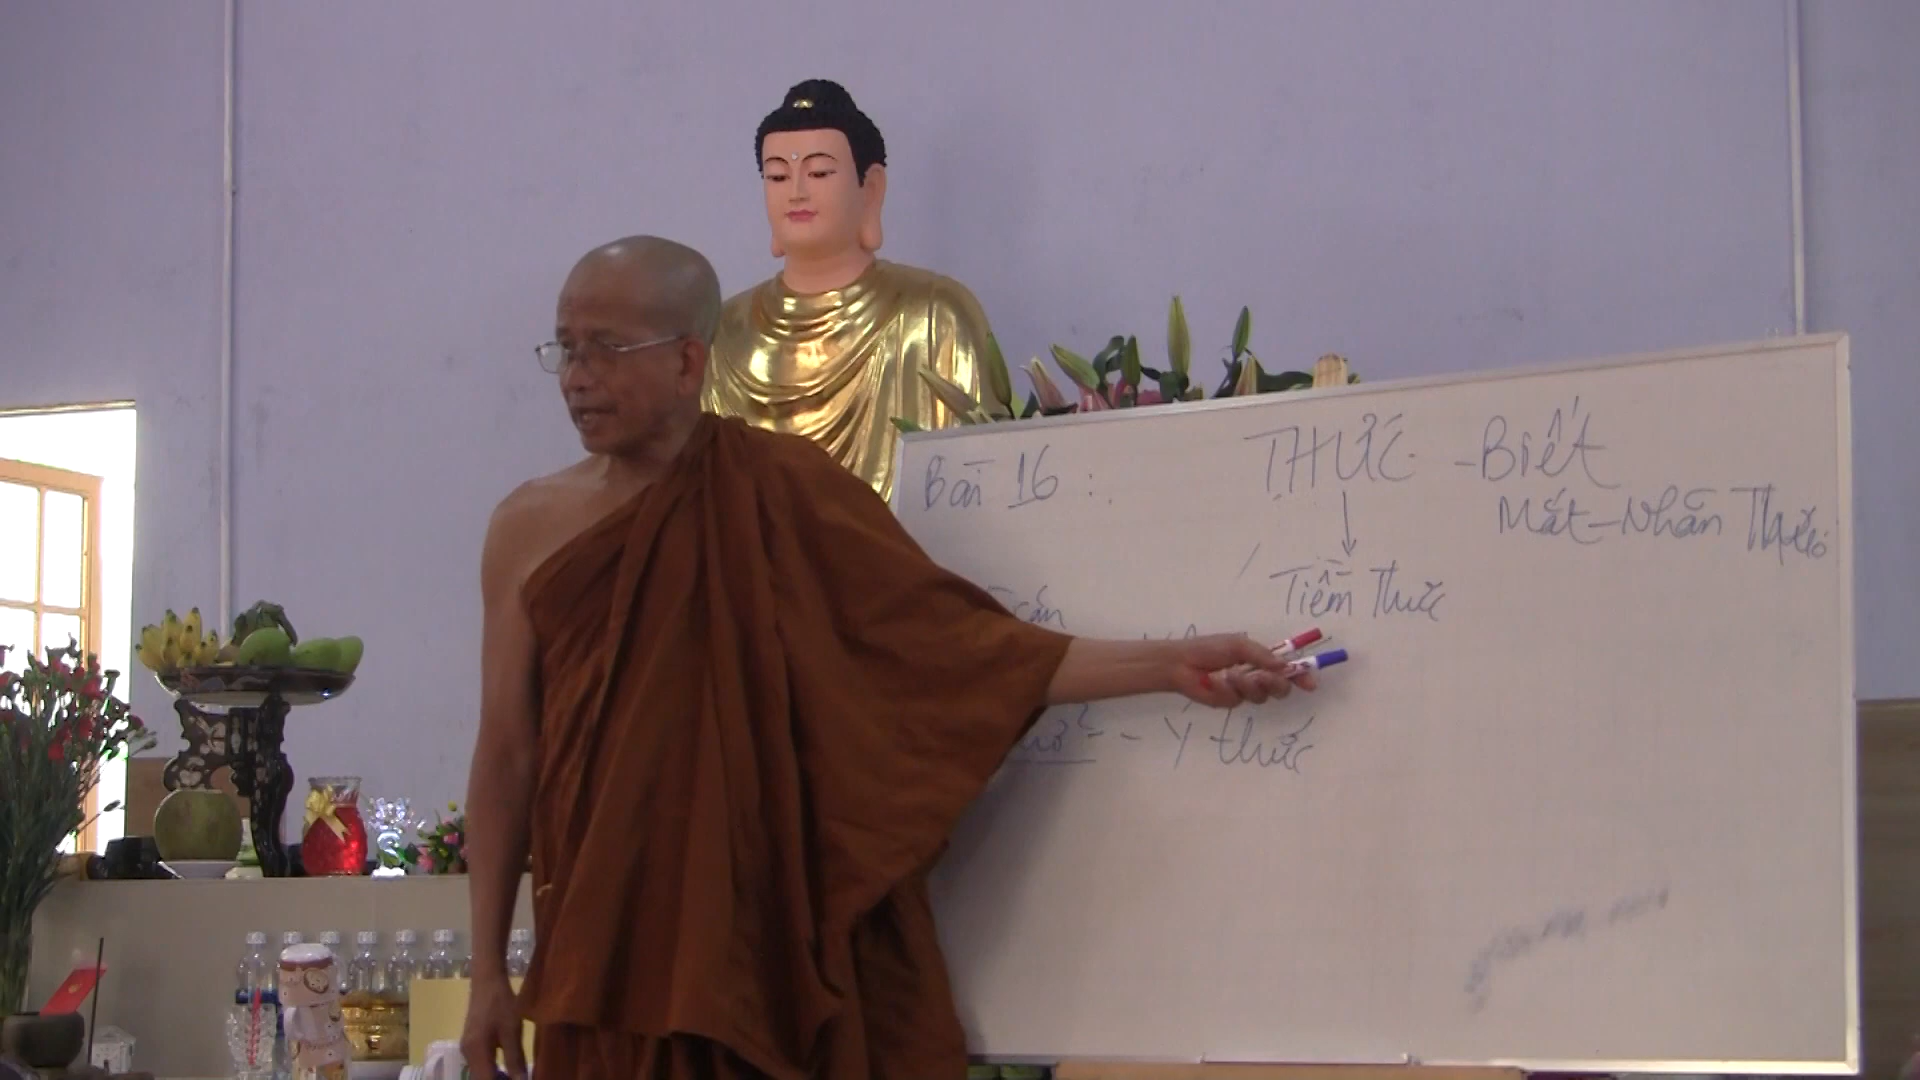 Bài 16 : THỨC - Biết
Mắt - Nhãn Thức
Tiềm Thức
- Ý thức